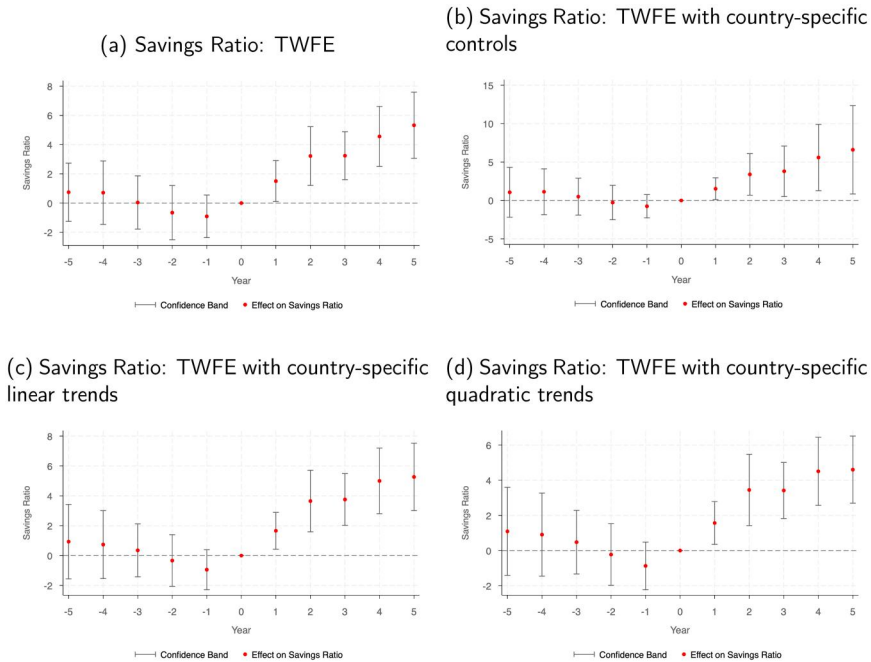 (a) Savings Ratio: TWFE
8
6
4
2
0
-2
Savings Ratio
-5 -4 -3 -2 -1 0 1 2 3 4 5
Year
Confidence Band Effect on Savings Ratio
(b) Savings Ratio: TWFE with country-specific
controls
15
10
5
0
-5
Savings Ratio
-5 -4 -3 -2 -1 0 1 2 3 4 5
Year
Confidence Band Effect on Savings Ratio
(c) Savings Ratio: TWFE with country-specific
linear trends
8
6
4
2
0
-2
Savings Ratio
-5 -4 -3 -2 -1 0 1 2 3 4 5
Year
Confidence Band Effect on Savings Ratio
(d) Savings Ratio: TWFE with country-specific
quadratic trends
6
4
2
0
-2
Savings Ratio
-5 -4 -3 -2 -1 0 1 2 3 4 5
Year
Confidence Band Effect on Savings Ratio